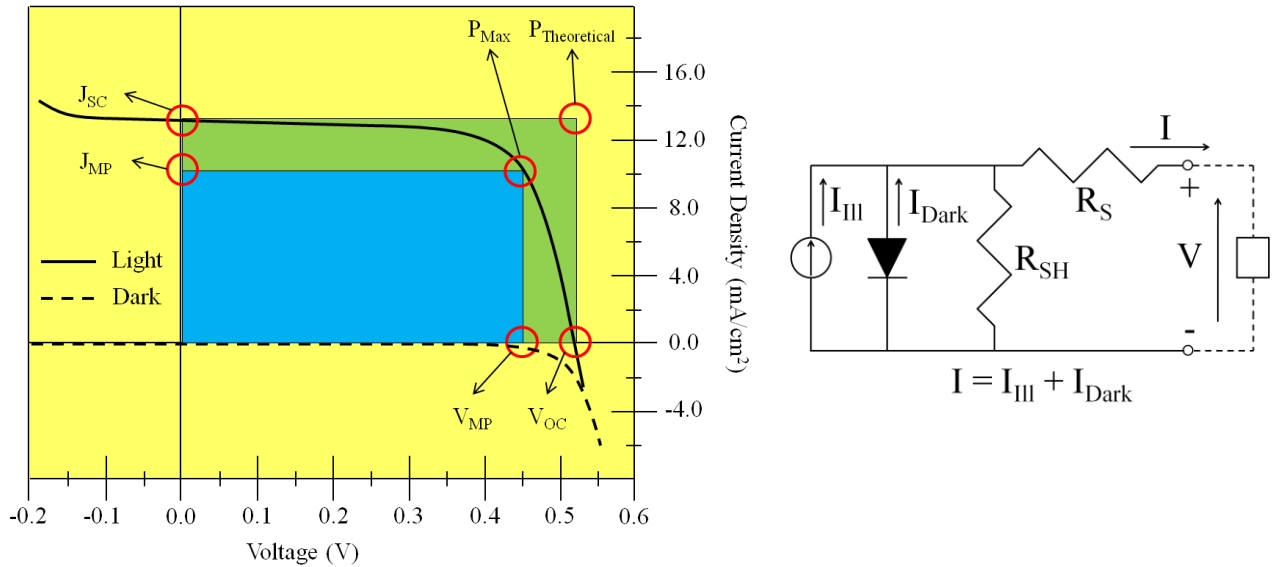 P_Max
P_Theoretical
J_SC
J_MP
Light
Dark
V_MP
V_OC
16.0
12.0
8.0
4.0
0.0
-4.0
Current Density (mA/cm²)
-0.2 -0.1 0.0 0.1 0.2 0.3 0.4 0.5 0.6
Voltage (V)
I
I_Ill
I_Dark
R_SH
R_S
+
V
-
I = I_Ill + I_Dark